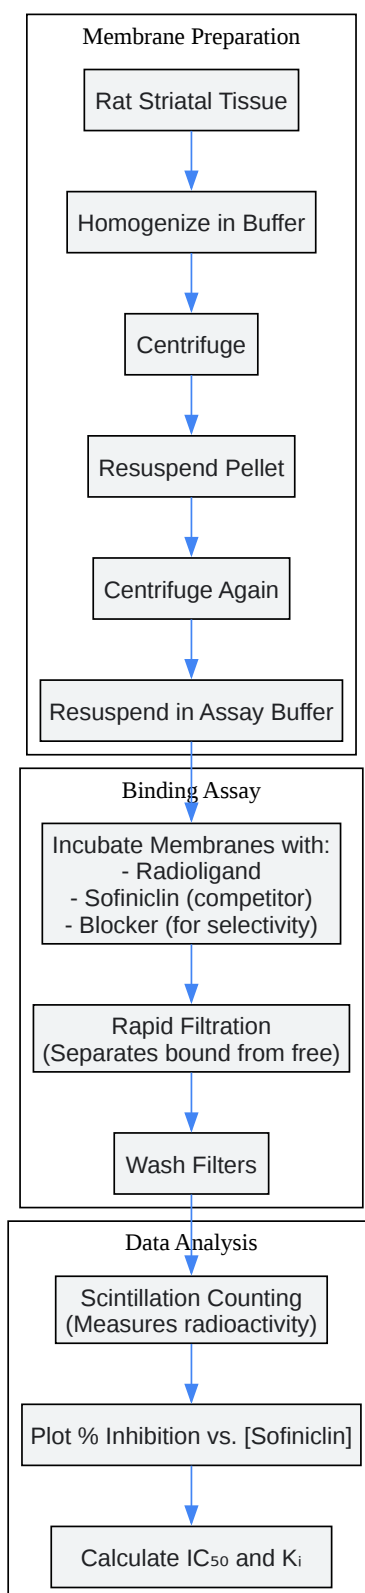 Membrane Preparation
Rat Striatal Tissue
Homogenize in Buffer
Centrifuge
Resuspend Pellet
Centrifuge Again
Resuspend in Assay Buffer
Binding Assay
Incubate Membranes with:
- Radioligand
- Sofiniclin (competitor)
- Blocker (for selectivity)
Rapid Filtration
(Separates bound from free)
Wash Filters
Data Analysis
Scintillation Counting
(Measures radioactivity)
Plot % Inhibition vs. [Sofiniclin]
Calculate IC₅₀ and Kᵢ